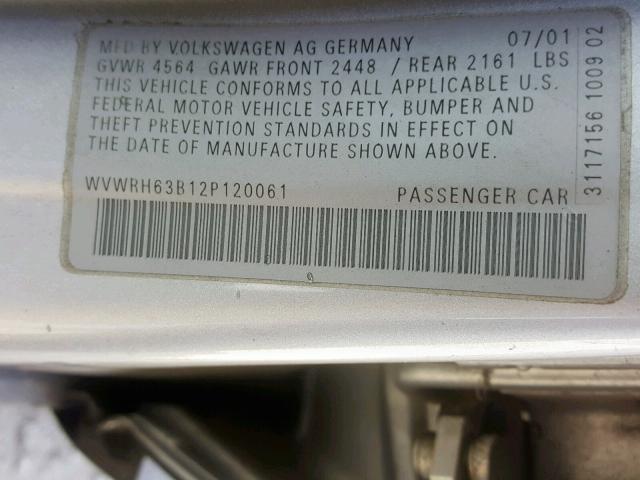 MFD BY VOLKSWAGEN AG GERMANY 07/01
GVWR 4564 GAWR FRONT 2448 / REAR 2161 LBS
THIS VEHICLE CONFORMS TO ALL APPLICABLE U.S.
FEDERAL MOTOR VEHICLE SAFETY, BUMPER AND
THEFT PREVENTION STANDARDS IN EFFECT ON
THE DATE OF MANUFACTURE SHOWN ABOVE.
WVWRH63B12P120061 PASSENGER CAR
3117156 1009 02